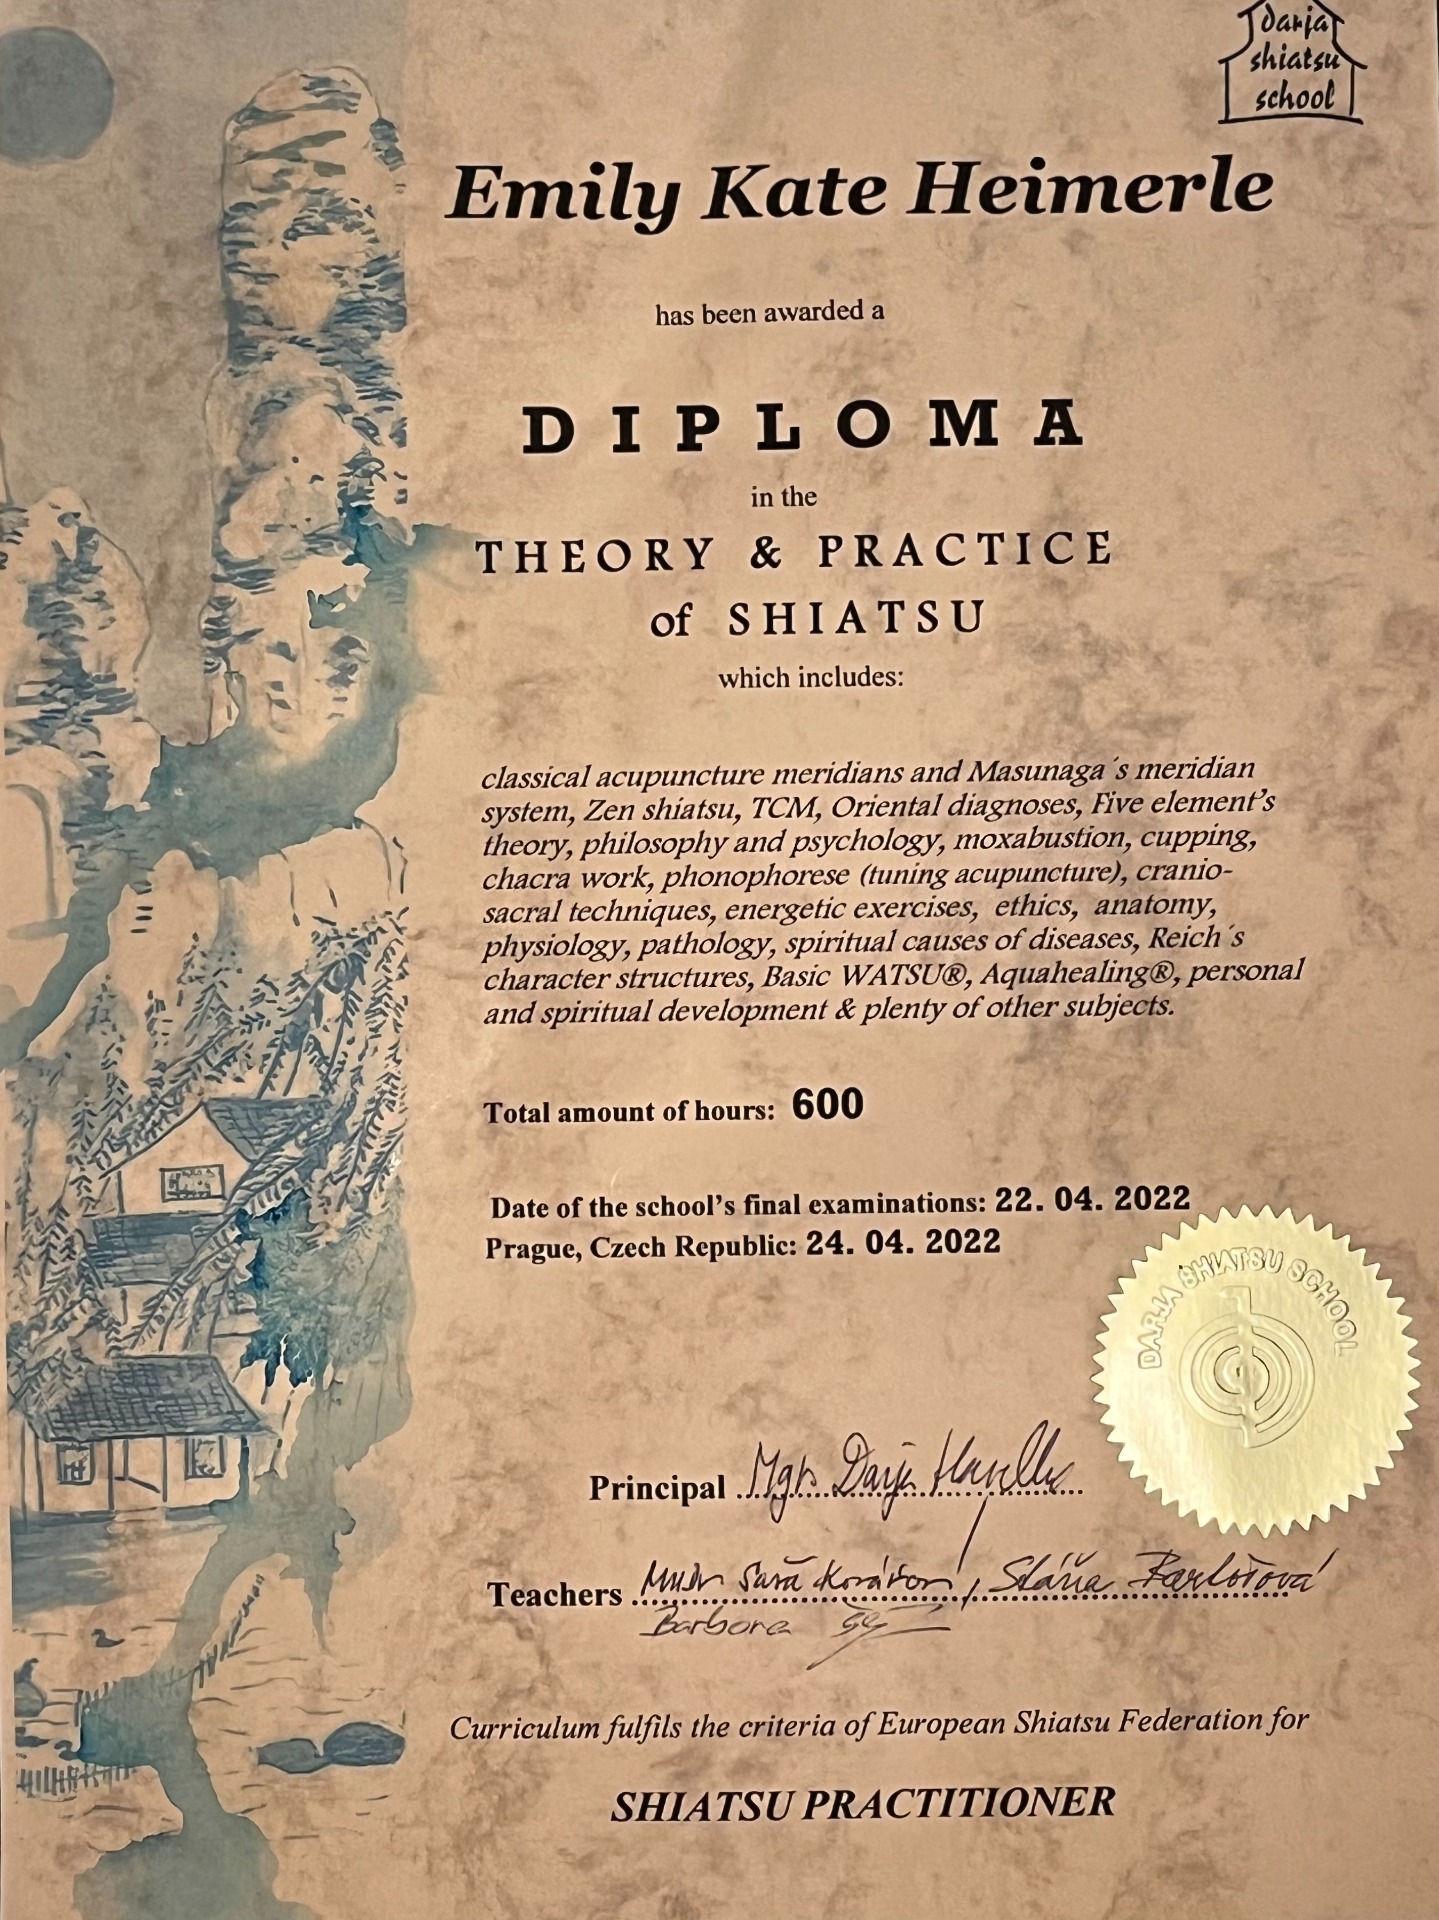 darja
shiatsu
school
Emily Kate Heimerle
has been awarded a
DIPLOMA
in the
THEORY & PRACTICE
of SHIATSU
which includes:
classical acupuncture meridians and Masunaga´s meridian
system, Zen shiatsu, TCM, Oriental diagnoses, Five element's
theory, philosophy and psychology, moxabustion, cupping,
chacra work, phonophorese (tuning acupuncture), cranio-
sacral techniques, energetic exercises, ethics, anatomy,
physiology, pathology, spiritual causes of diseases, Reich´s
character structures, Basic WATSU®, Aquahealing®, personal
and spiritual development & plenty of other subjects.
Total amount of hours: 600
Date of the school's final examinations: 22. 04. 2022
Prague, Czech Republic: 24. 04. 2022
DARJA SHIATSU SCHOOL
Principal Mgr. Darja
Teachers
Barbora
Curriculum fulfils the criteria of European Shiatsu Federation for
SHIATSU PRACTITIONER